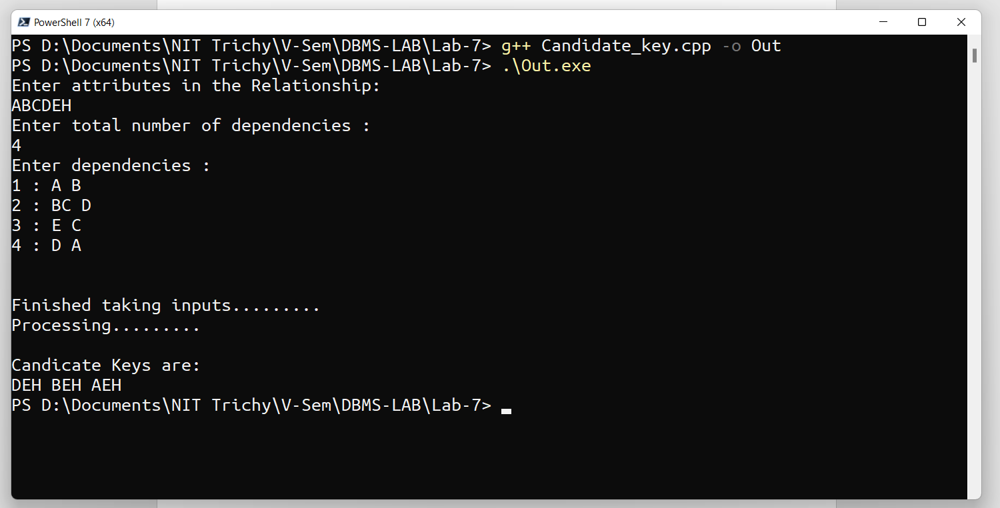 PowerShell 7 (x64)
PS D:\Documents\NIT Trichy\V-Sem\DBMS-LAB\Lab-7> g++ Candidate_key.cpp -o Out
PS D:\Documents\NIT Trichy\V-Sem\DBMS-LAB\Lab-7> .\Out.exe
Enter attributes in the Relationship:
ABCDEH
Enter total number of dependencies :
4
Enter dependencies :
1 : A B
2 : BC D
3 : E C
4 : D A
Finished taking inputs.........
Processing.........
Candicate Keys are:
DEH BEH AEH
PS D:\Documents\NIT Trichy\V-Sem\DBMS-LAB\Lab-7>